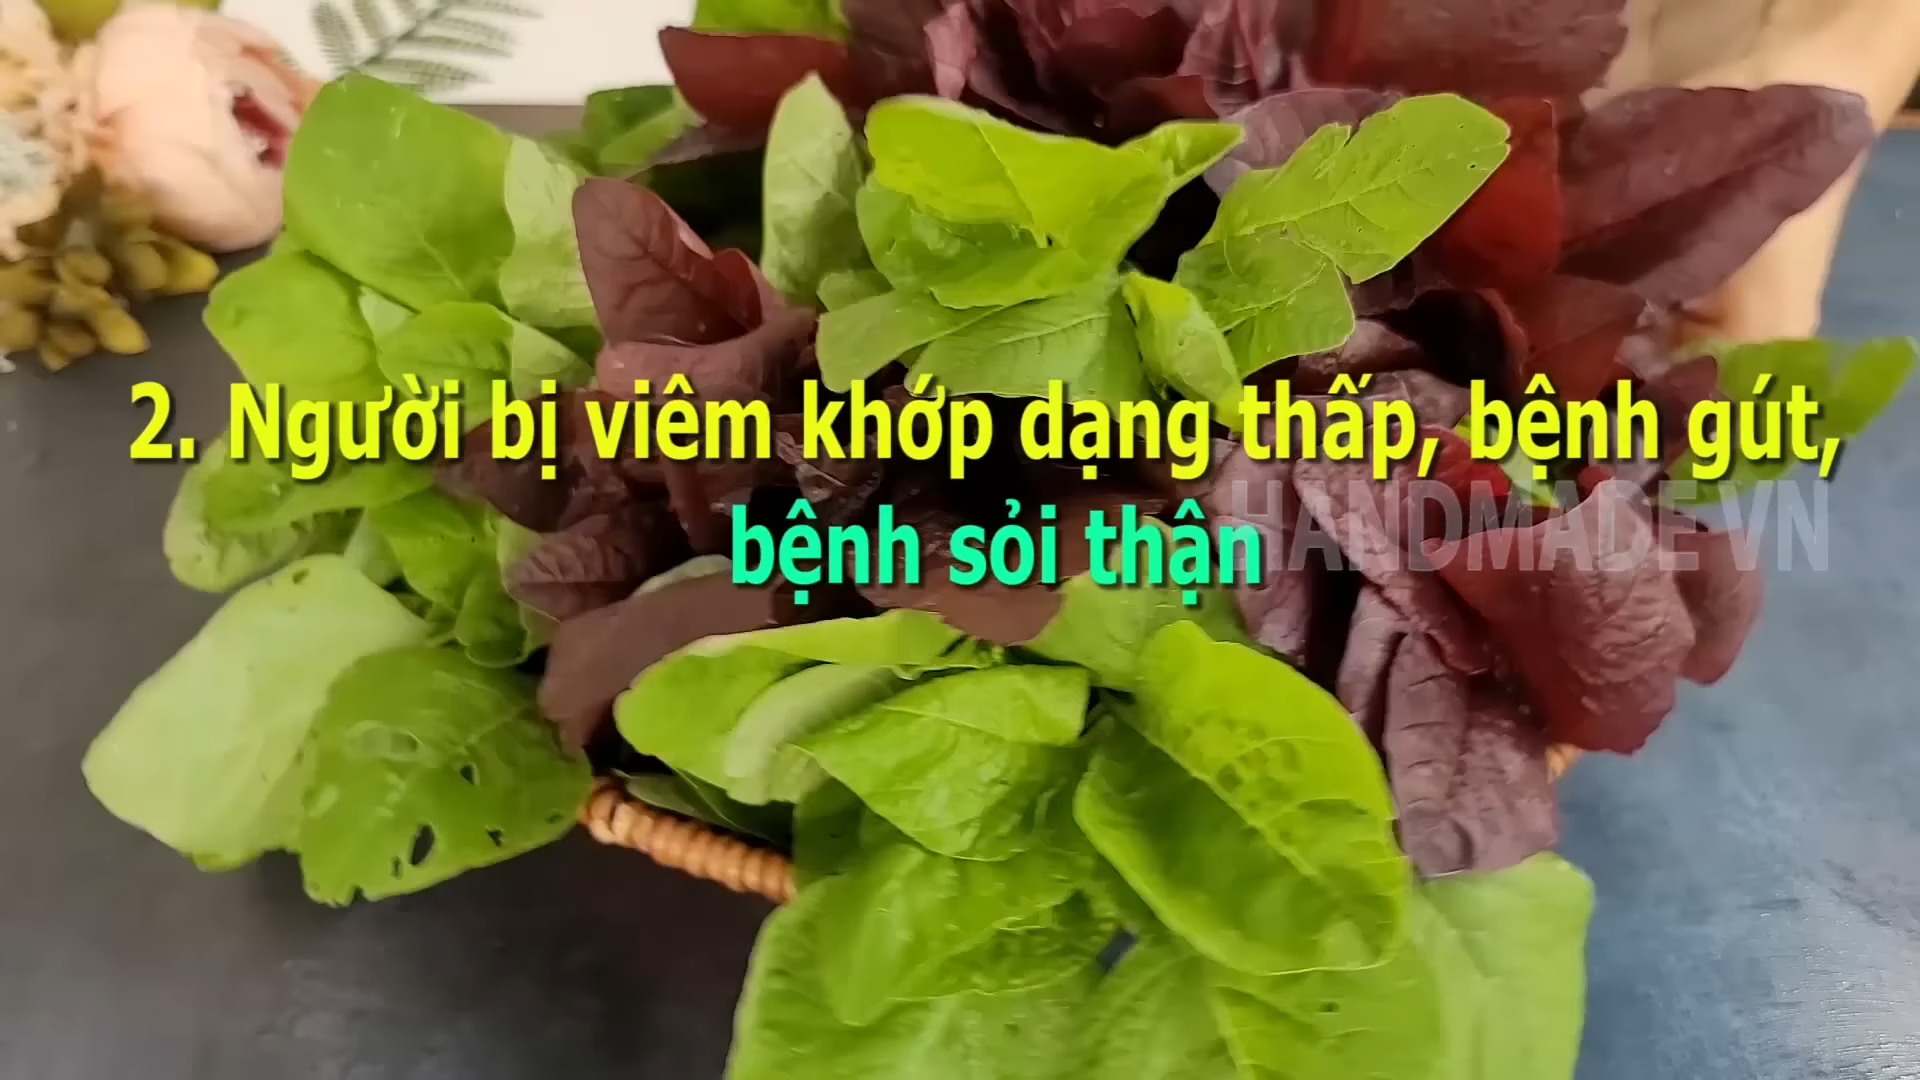 2. Người bị viêm khớp dạng thấp, bệnh gút,
bệnh sỏi thận
HANDMADE VN